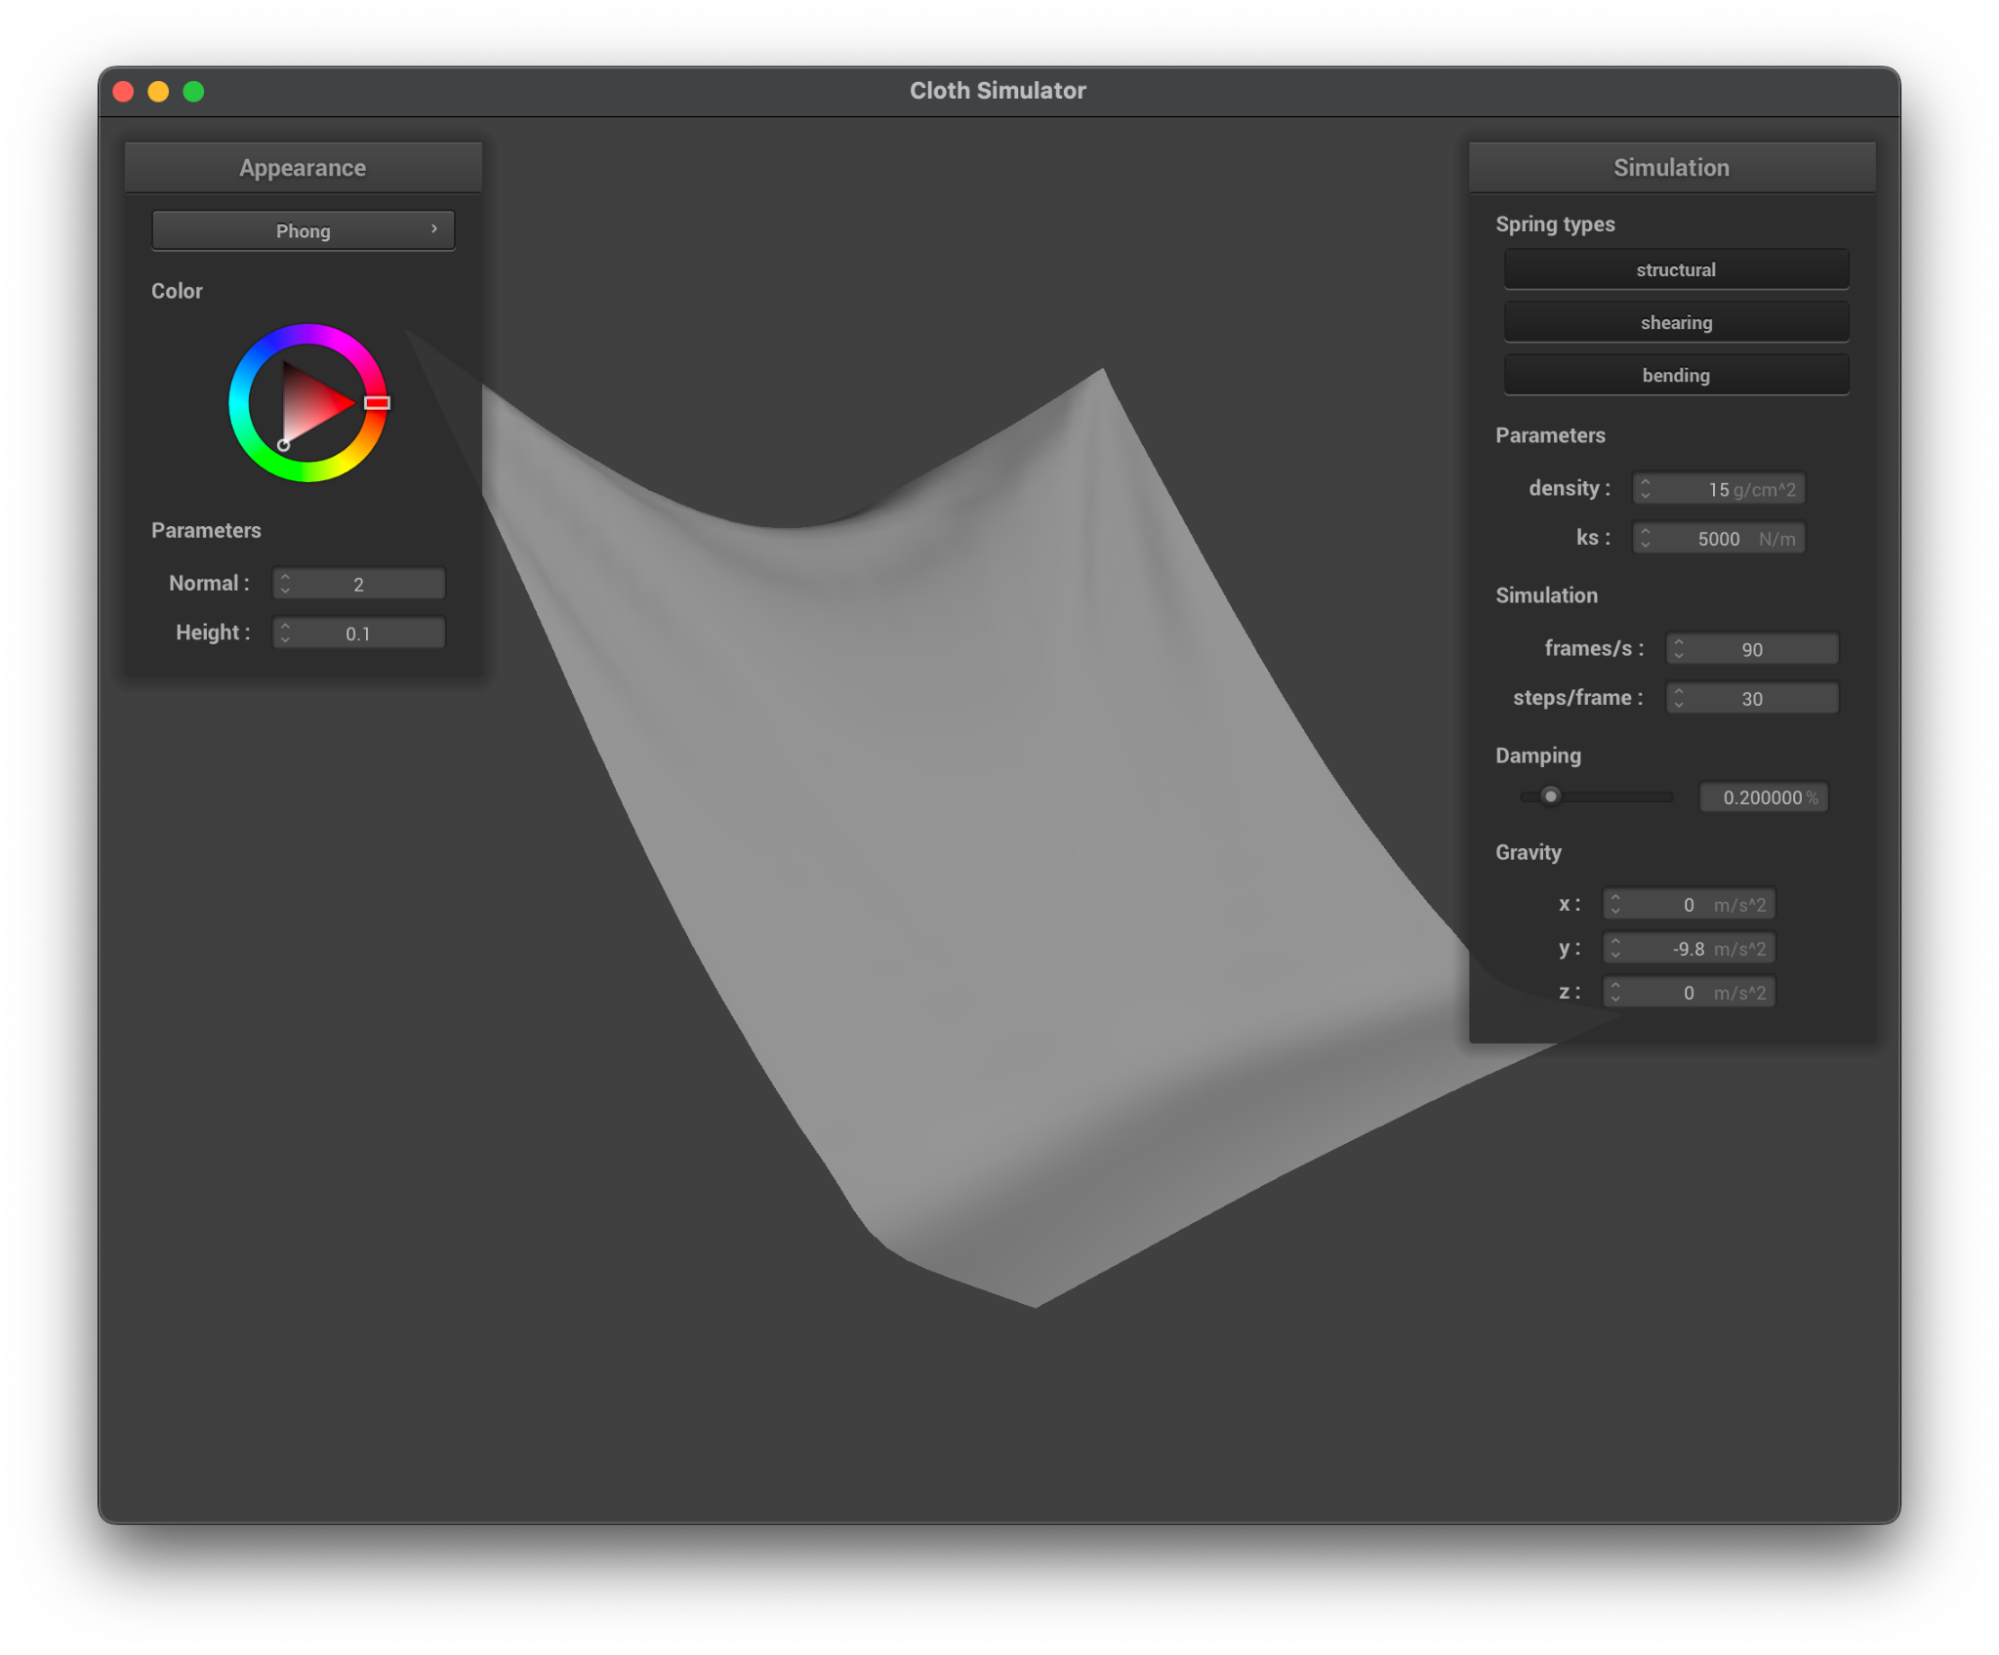 Cloth Simulator
Appearance
Phong
Color
Parameters
Normal : 2
Height : 0.1
Simulation
Spring types
structural
shearing
bending
Parameters
density : 15 g/cm^2
ks : 5000 N/m
Simulation
frames/s : 90
steps/frame : 30
Damping
0.200000 %
Gravity
x : 0 m/s^2
y : -9.8 m/s^2
z : 0 m/s^2